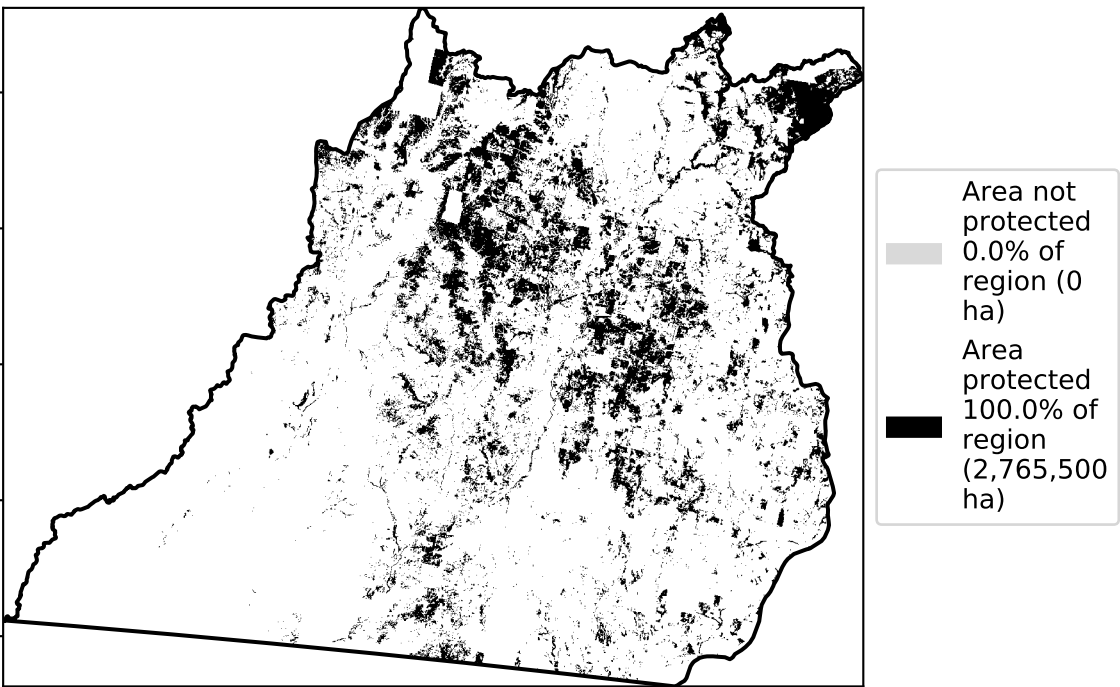 Area not
protected
0.0% of
region (0
ha)
Area
protected
100.0% of
region
(2,765,500
ha)